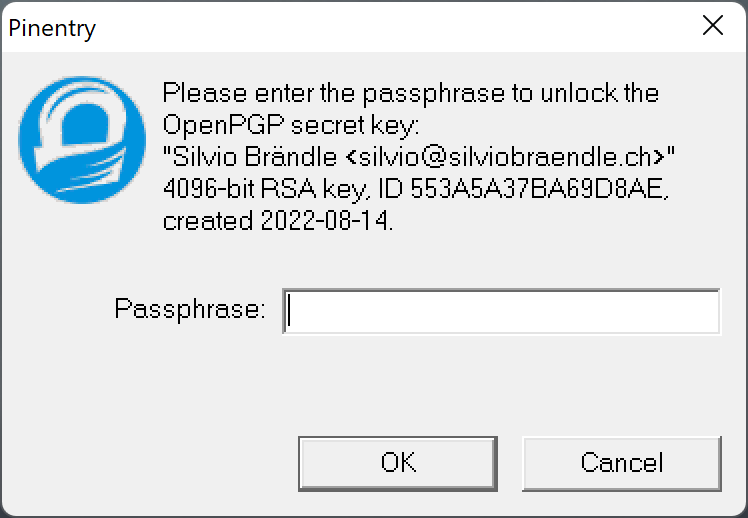 Pinentry
Please enter the passphrase to unlock the
OpenPGP secret key:
"Silvio Brändle <silvio@silviobraendle.ch>"
4096-bit RSA key, ID 553A5A37BA69D8AE,
created 2022-08-14.
Passphrase:
OK
Cancel